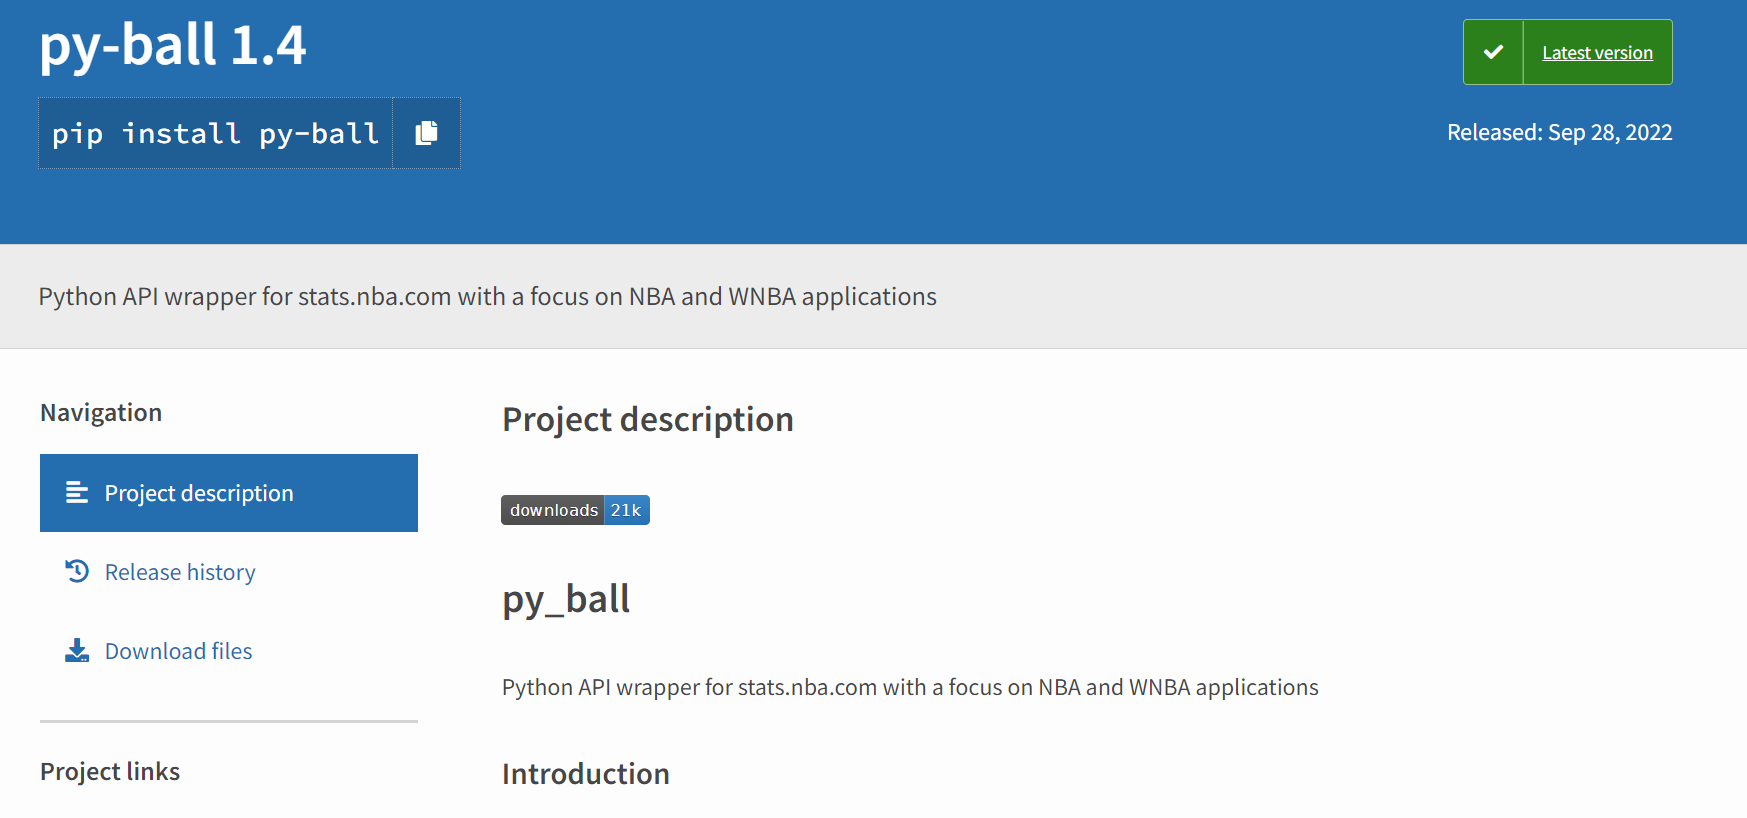 py-ball 1.4
Latest version
pip install py-ball
Released: Sep 28, 2022
Python API wrapper for stats.nba.com with a focus on NBA and WNBA applications
Navigation
Project description
Release history
Download files
Project links
Project description
downloads 21k
py_ball
Python API wrapper for stats.nba.com with a focus on NBA and WNBA applications
Introduction